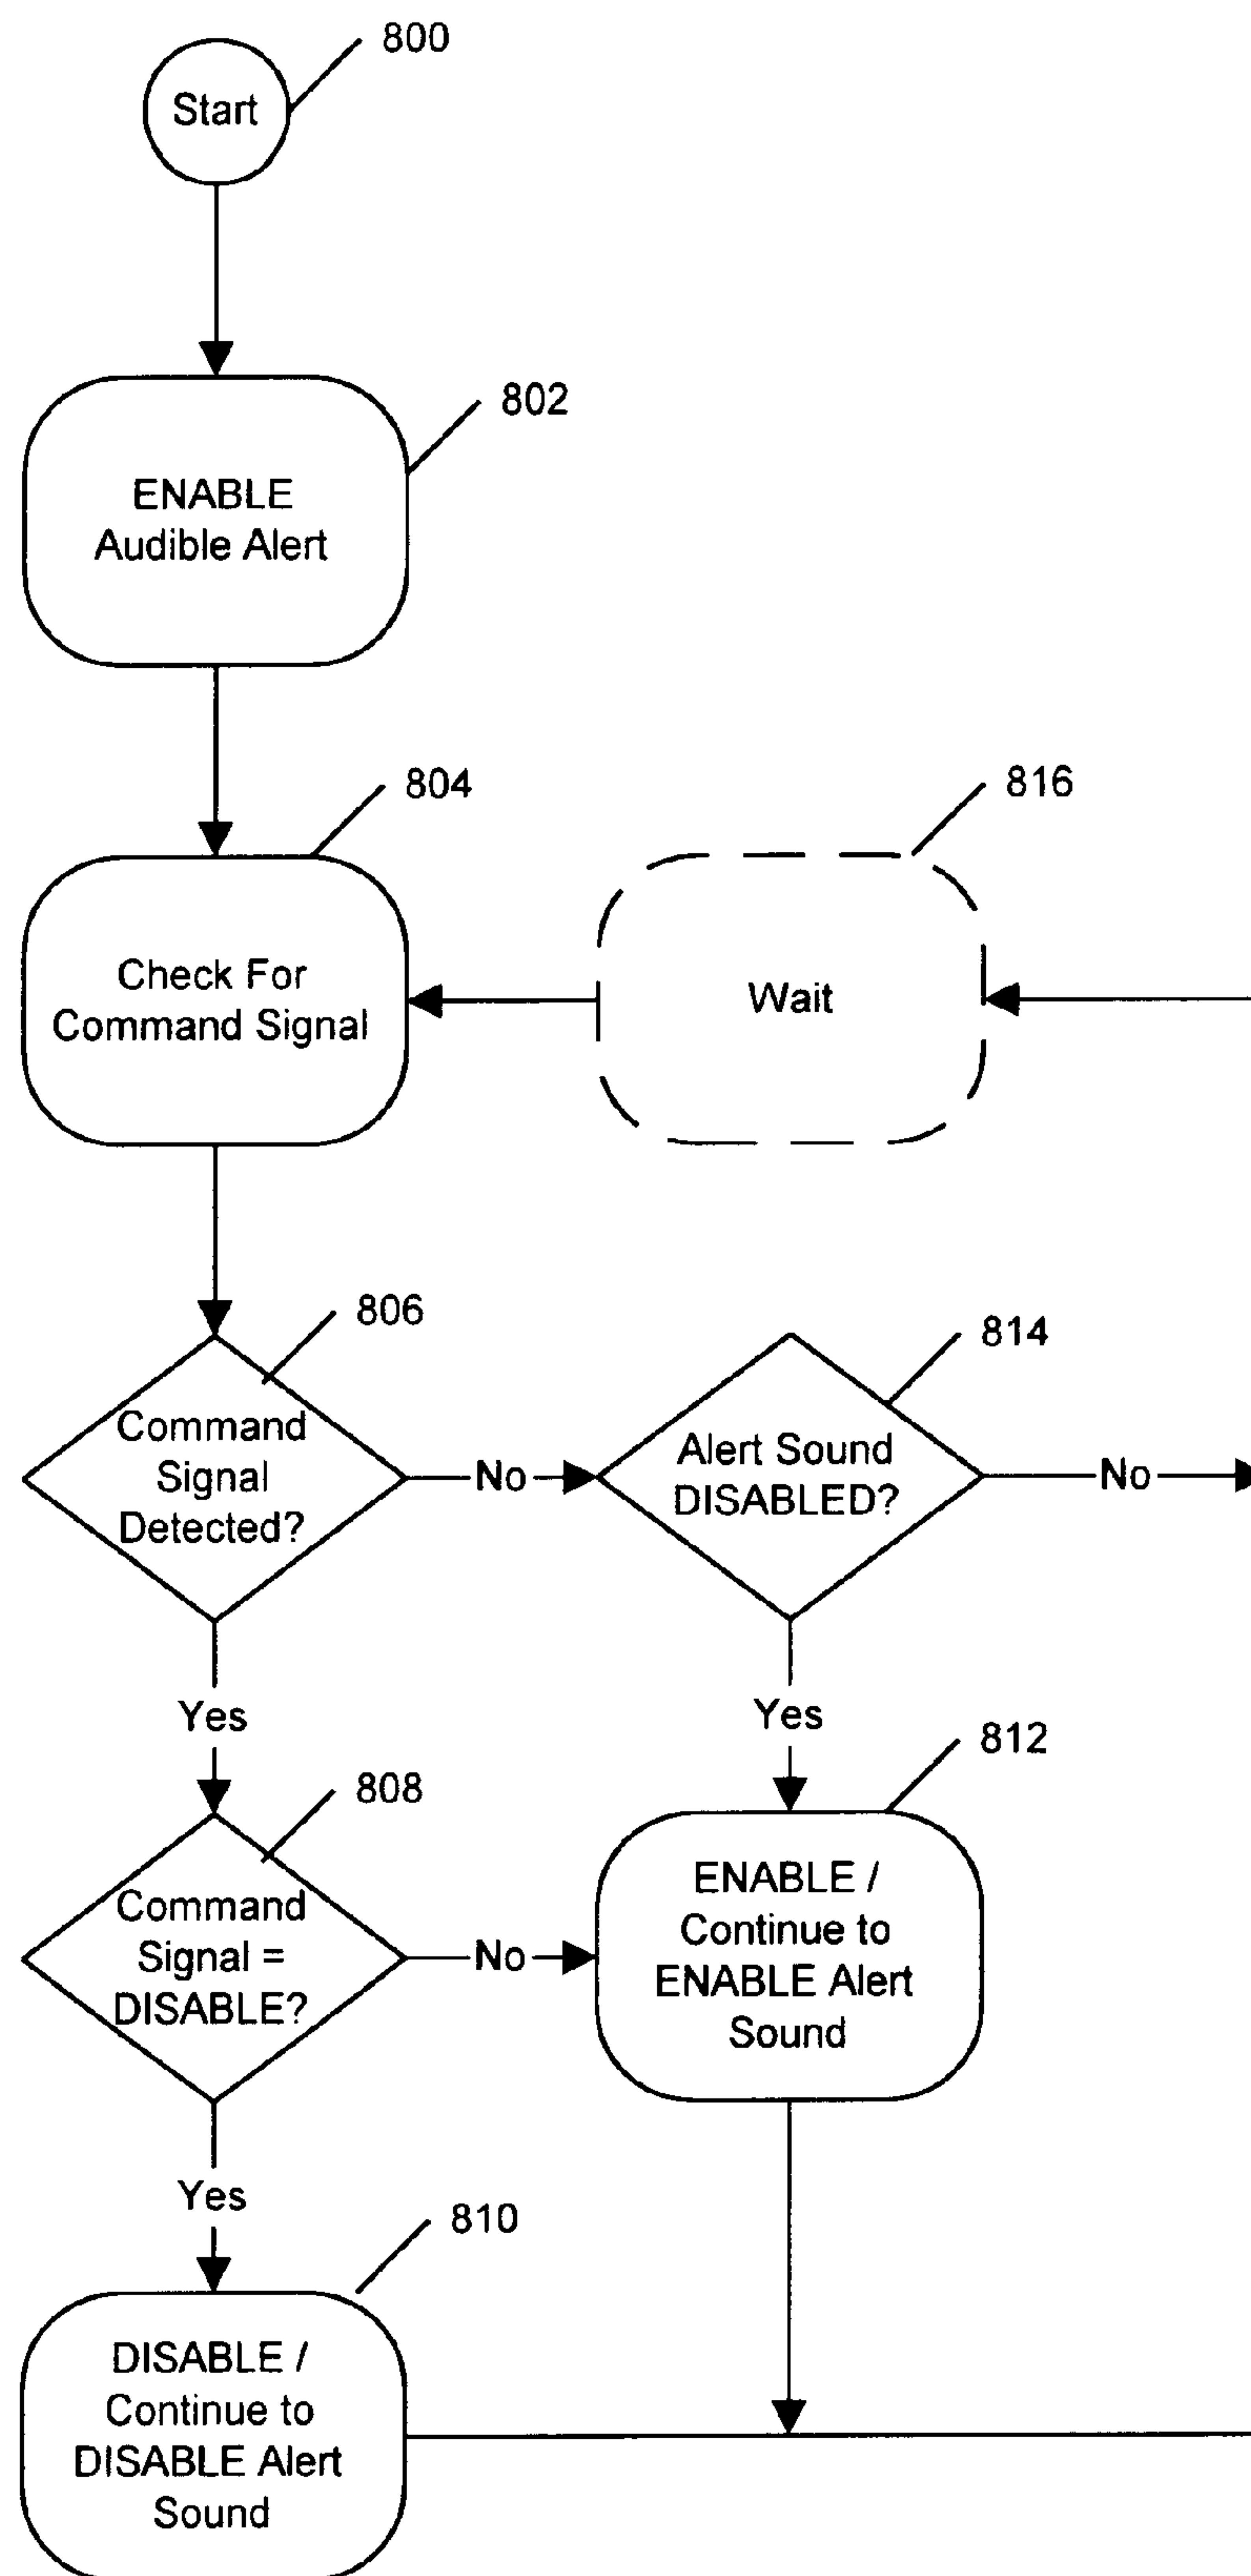 800
Start
802
ENABLE
Audible Alert
804
Check For
Command Signal
816
Wait
806
Command
Signal
Detected?
No
814
Alert Sound
DISABLED?
No
Yes
Yes
808
Command
Signal =
DISABLE?
No
812
ENABLE /
Continue to
ENABLE Alert
Sound
Yes
810
DISABLE /
Continue to
DISABLE Alert
Sound